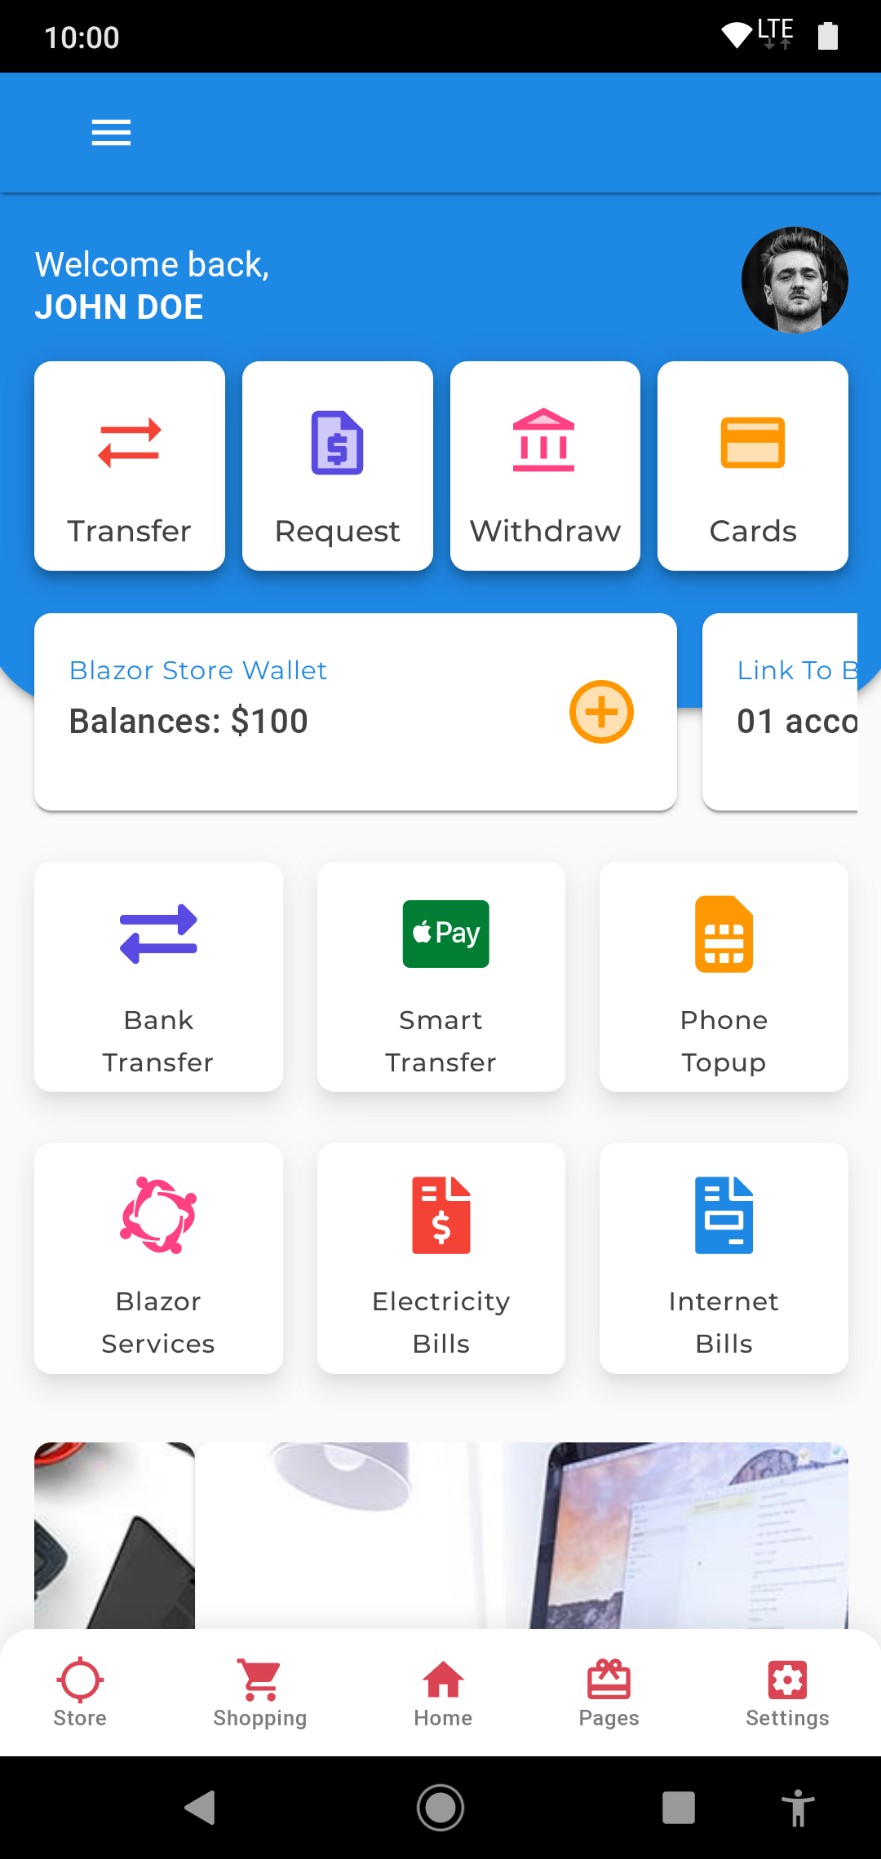 10:00
LTE
Welcome back,
JOHN DOE
Transfer
Request
Withdraw
Cards
Blazor Store Wallet
Balances: $100
Link To B
01 acco
Bank
Transfer
Pay
Smart
Transfer
Phone
Topup
Blazor
Services
$
Electricity
Bills
Internet
Bills
Store
Shopping
Home
Pages
Settings